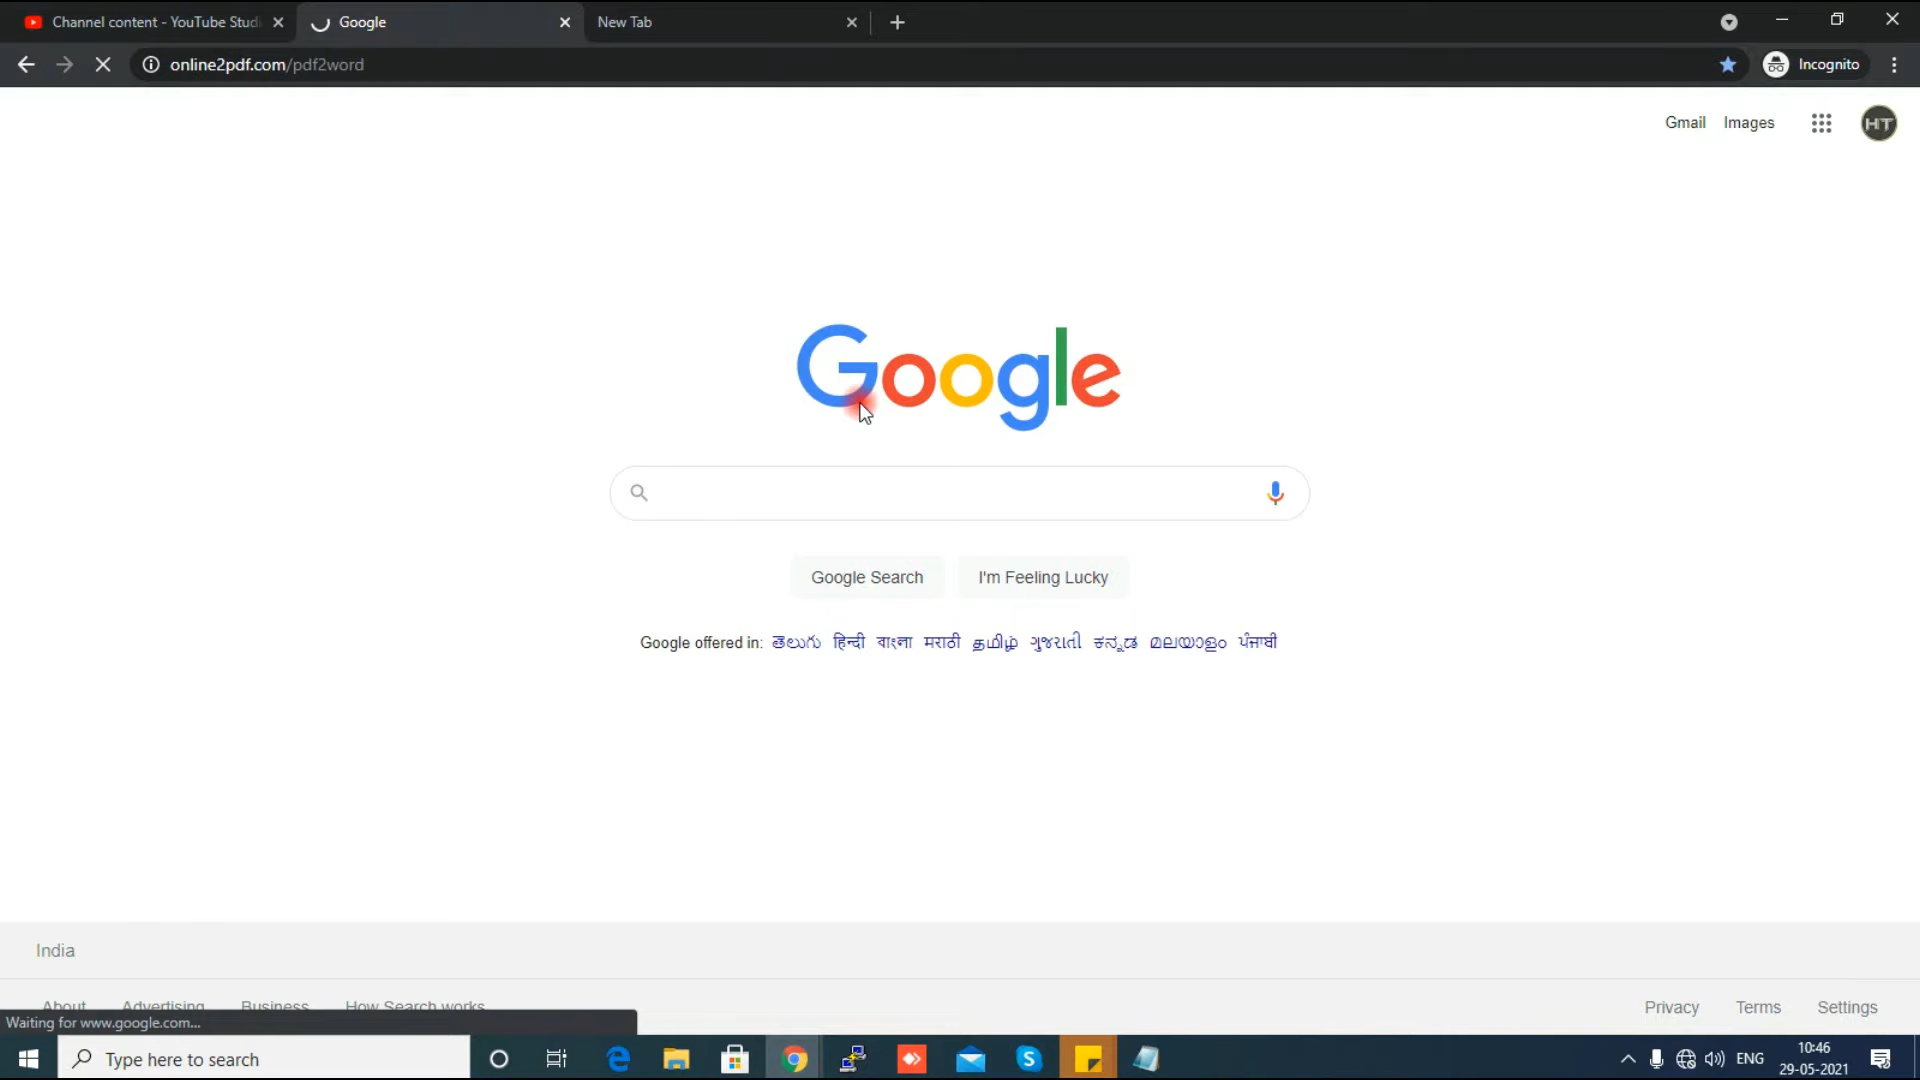 Channel content - YouTube Studi
Google
New Tab
online2pdf.com/pdf2word
Incognito
Gmail Images
HT
Google
Google Search
I'm Feeling Lucky
Google offered in: తెలుగు हिन्दी বাংলা मराठी தமிழ் ગુજરાતી ಕನ್ನಡ മലയാളം ਪੰਜਾਬੀ
India
About Advertising Business How Search works
Privacy Terms Settings
Waiting for www.google.com...
Type here to search
ENG
10:46
29-05-2021